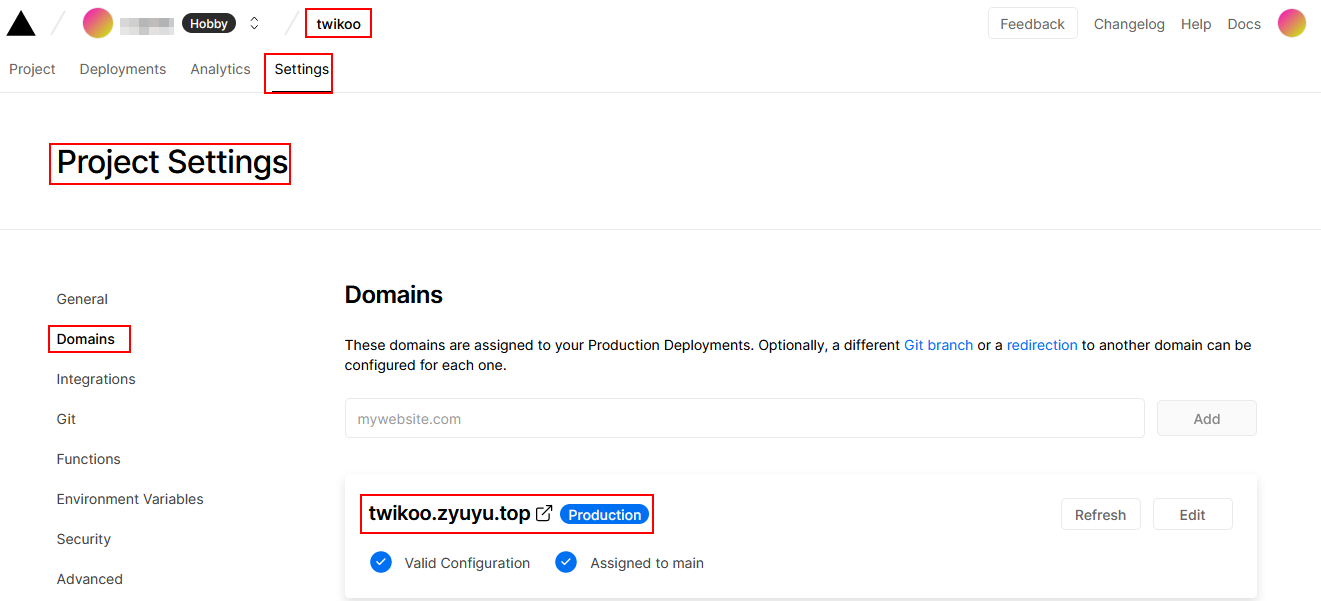 Hobby twikoo Feedback Changelog Help Docs
Project Deployments Analytics Settings
Project Settings
General
Domains
Integrations
Git
Functions
Environment Variables
Security
Advanced
Domains
These domains are assigned to your Production Deployments. Optionally, a different Git branch or a redirection to another domain can be
configured for each one.
mywebsite.com Add
twikoo.zyuyu.top Production Refresh Edit
Valid Configuration Assigned to main